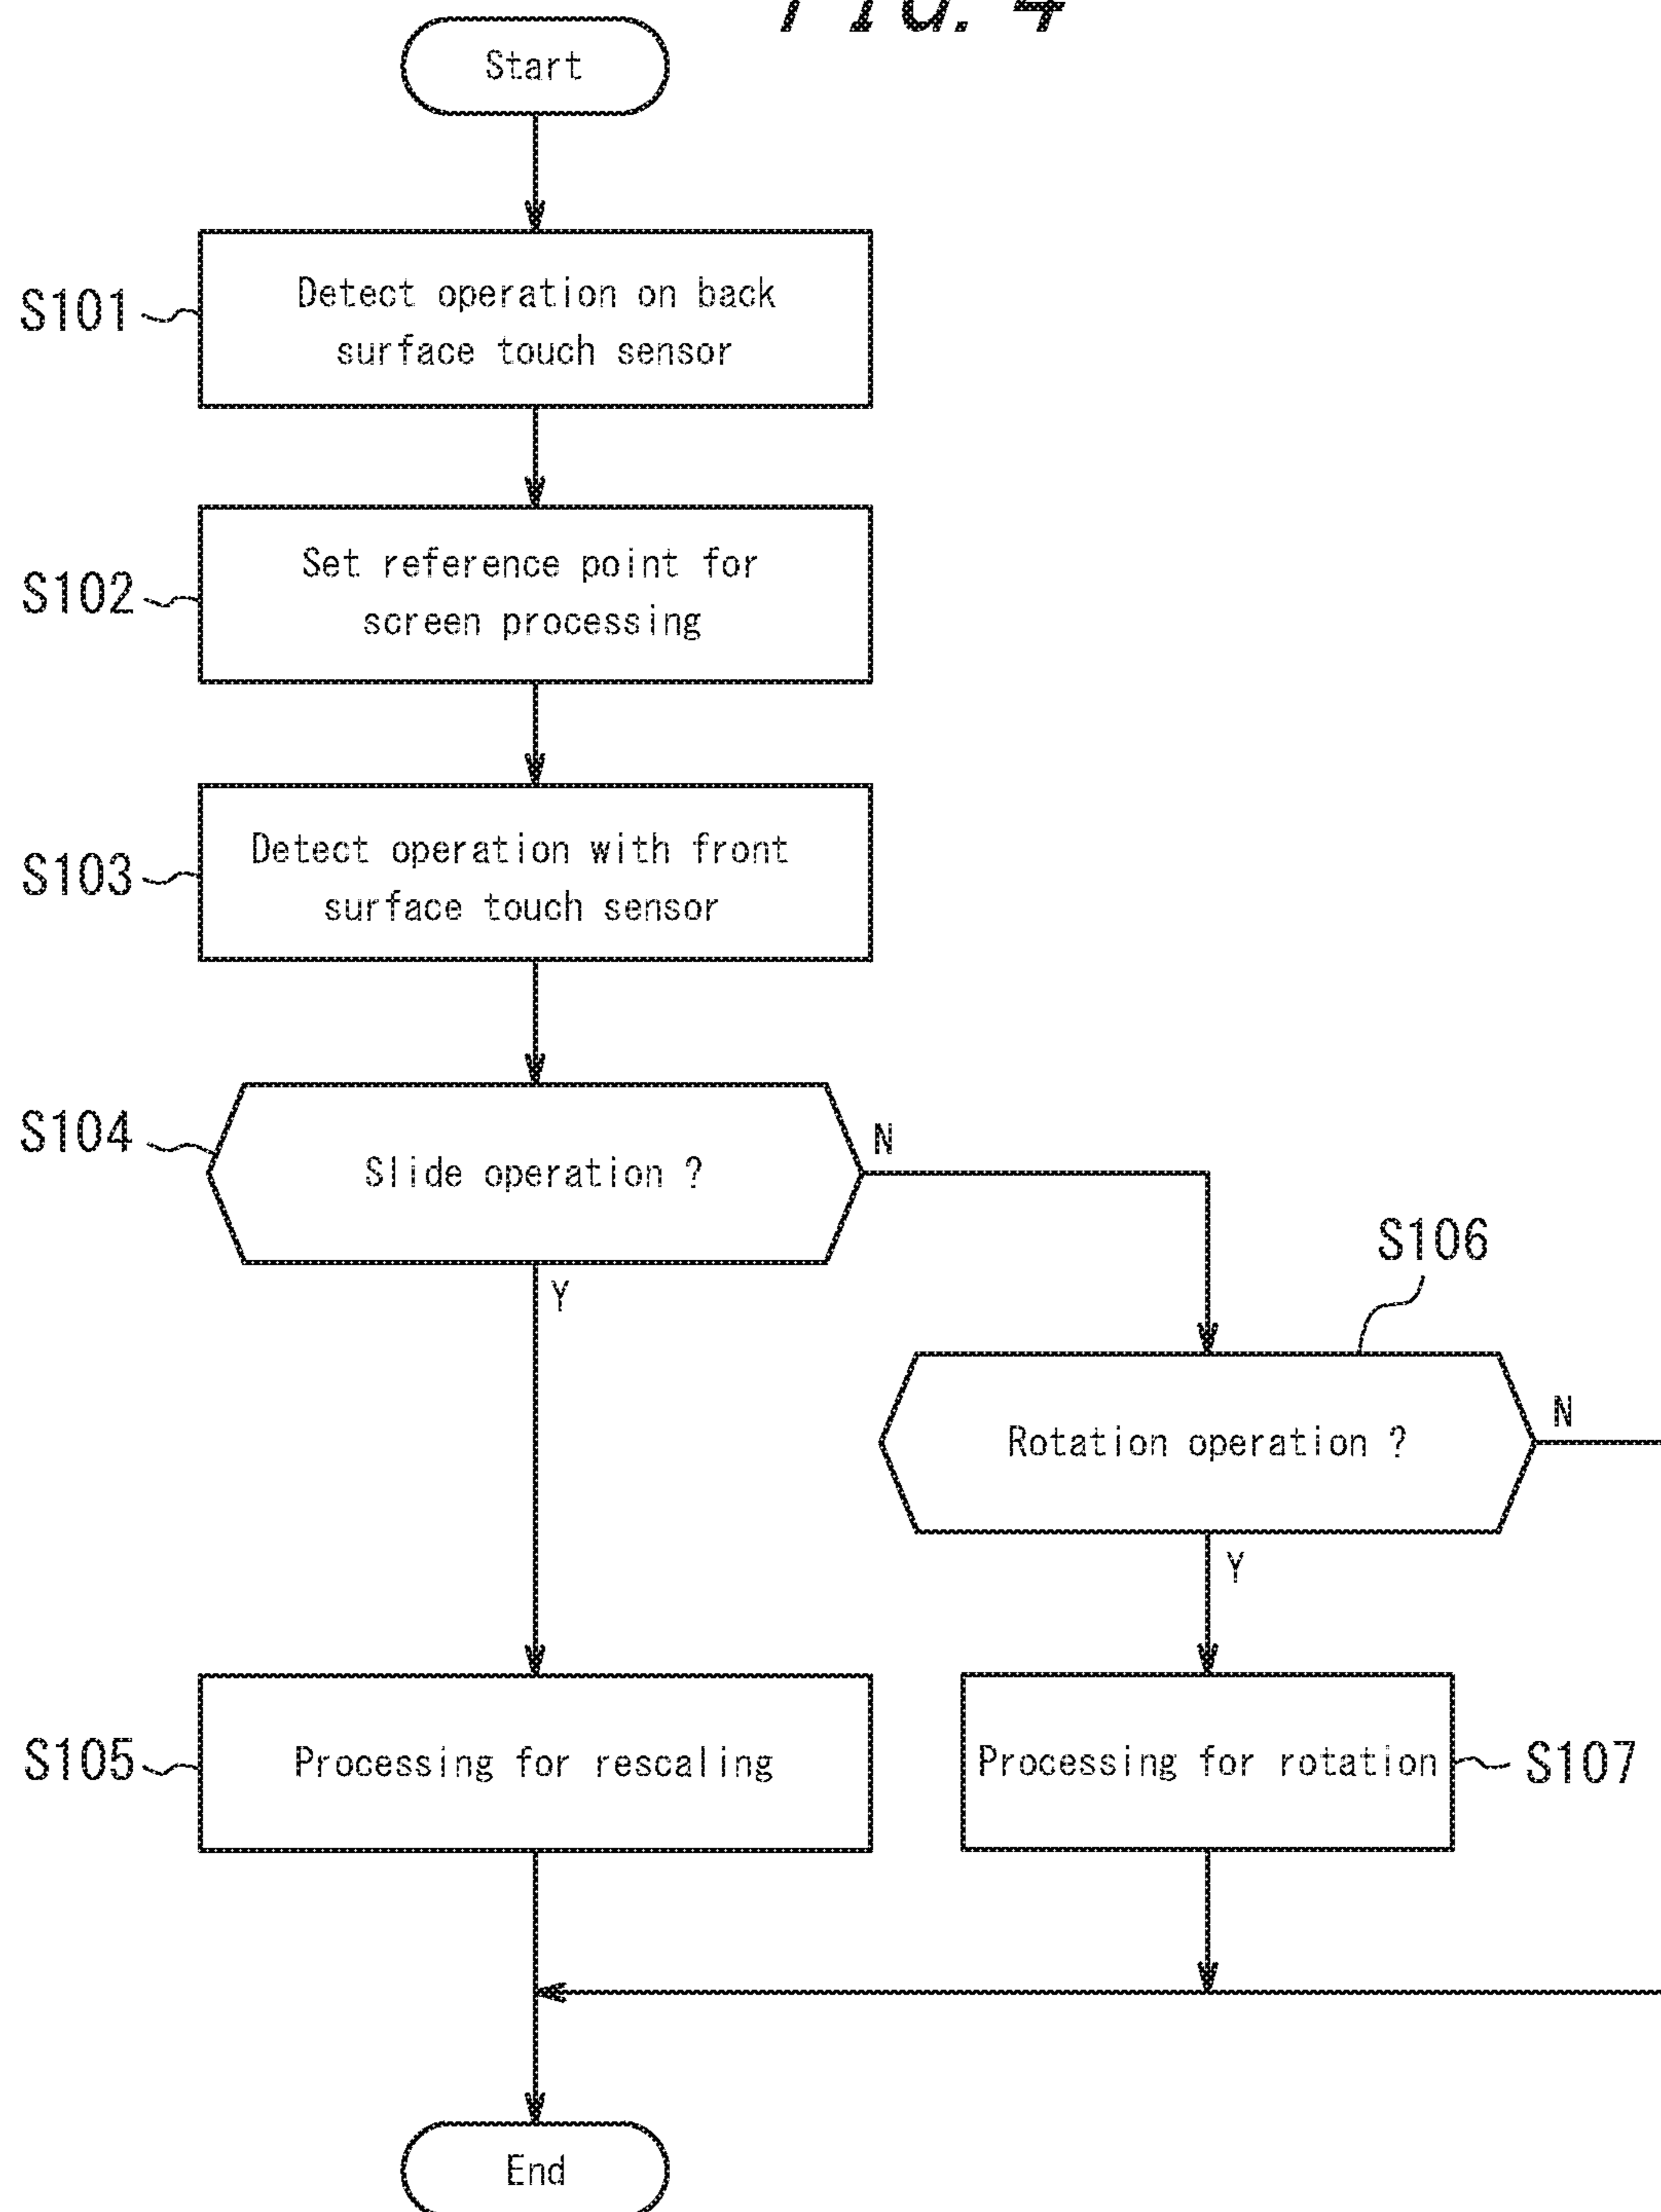 FIG. 4
Start
S101
Detect operation on back
surface touch sensor
S102
Set reference point for
screen processing
S103
Detect operation with front
surface touch sensor
S104
Slide operation ?
N
Y
S106
Rotation operation ?
N
Y
S105
Processing for rescaling
Processing for rotation
S107
End